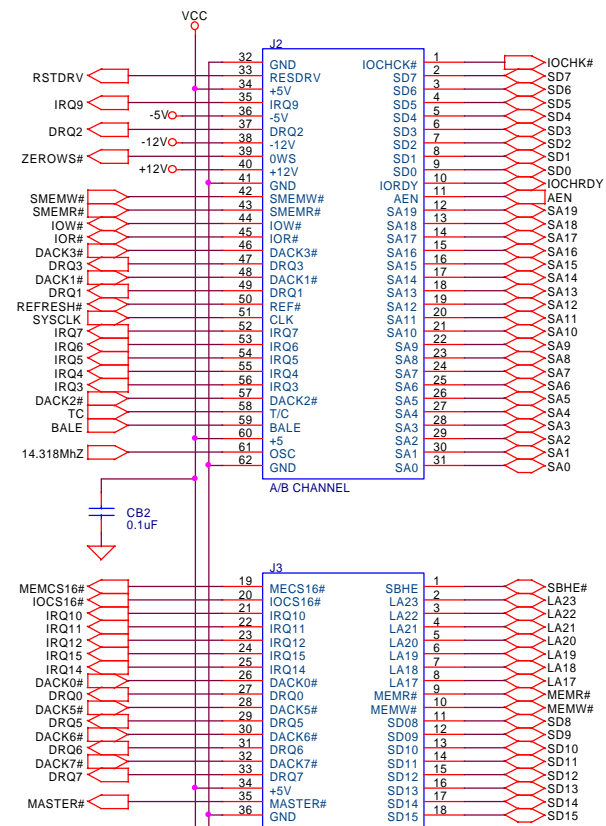 VCC
J2
RSTDRV 32 GND IOCHCK# 1 IOCHK#
33 RESDRV SD7 2 SD7
34 +5V SD6 3 SD6
IRQ9 35 IRQ9 SD5 4 SD5
-5V 36 -5V SD4 5 SD4
DRQ2 37 DRQ2 SD3 6 SD3
-12V 38 -12V SD2 7 SD2
ZEROWS# 39 0WS SD1 8 SD1
+12V 40 +12V SD0 9 SD0
41 GND IORDY 10 IOCHRDY
SMEMW# 42 SMEMW# AEN 11 AEN
SMEMR# 43 SMEMR# SA19 12 SA19
IOW# 44 IOW# SA18 13 SA18
IOR# 45 IOR# SA17 14 SA17
DACK3# 46 DACK3# SA16 15 SA16
DRQ3 47 DRQ3 SA15 16 SA15
DACK1# 48 DACK1# SA14 17 SA14
DRQ1 49 DRQ1 SA13 18 SA13
REFRESH# 50 REF# SA12 19 SA12
SYSCLK 51 CLK SA11 20 SA11
IRQ7 52 IRQ7 SA10 21 SA10
IRQ6 53 IRQ6 SA9 22 SA9
IRQ5 54 IRQ5 SA8 23 SA8
IRQ4 55 IRQ4 SA7 24 SA7
IRQ3 56 IRQ3 SA6 25 SA6
DACK2# 57 DACK2# SA5 26 SA5
TC 58 T/C SA4 27 SA4
BALE 59 BALE SA3 28 SA3
60 +5 SA2 29 SA2
14.318MhZ 61 OSC SA1 30 SA1
62 GND SA0 31 SA0
A/B CHANNEL
CB2
0.1uF
J3
MEMCS16# 19 MECS16# SBHE 1 SBHE#
IOCS16# 20 IOCS16# LA23 2 LA23
IRQ10 21 IRQ10 LA22 3 LA22
IRQ11 22 IRQ11 LA21 4 LA21
IRQ12 23 IRQ12 LA20 5 LA20
IRQ15 24 IRQ15 LA19 6 LA19
IRQ14 25 IRQ14 LA18 7 LA18
DACK0# 26 DACK0# LA17 8 LA17
DRQ0 27 DRQ0 MEMR# 9 MEMR#
DACK5# 28 DACK5# MEMW# 10 MEMW#
DRQ5 29 DRQ5 SD08 11 SD8
DACK6# 30 DACK6# SD09 12 SD9
DRQ6 31 DRQ6 SD10 13 SD10
DACK7# 32 DACK7# SD11 14 SD11
DRQ7 33 DRQ7 SD12 15 SD12
34 +5V SD13 16 SD13
MASTER# 35 MASTER# SD14 17 SD14
36 GND SD15 18 SD15